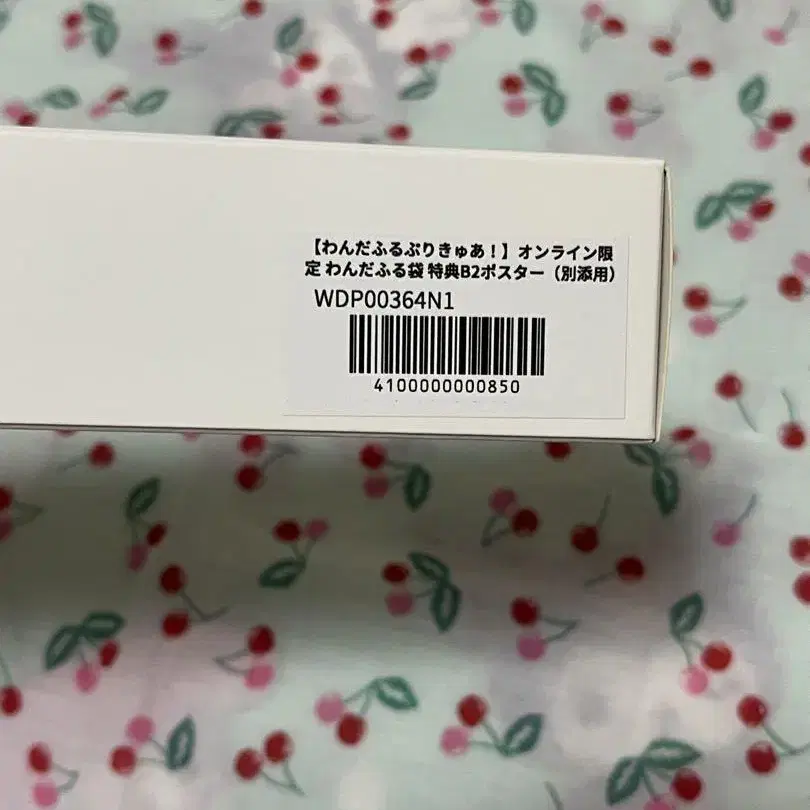 【わんだふるぷりきゅあ！】オンライン限
定 わんだふる袋 特典B2ポスター（別添用）
WDP00364N1
4100000000850